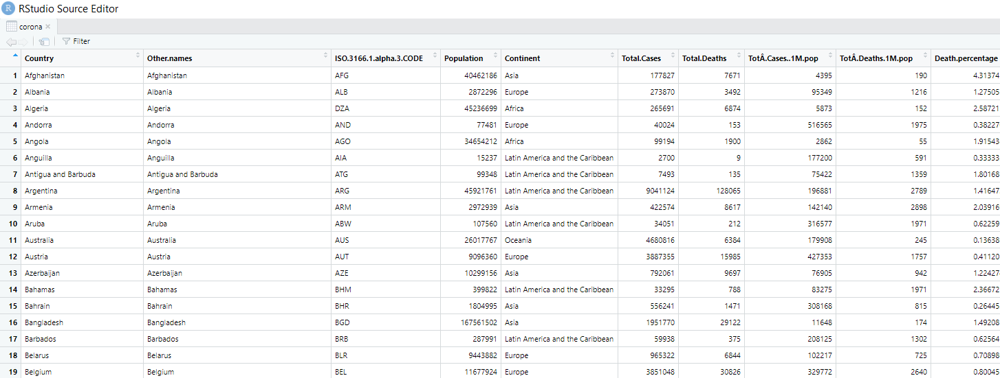 R RStudio Source Editor
corona
Filter
Country Other.names ISO.3166.1.alpha.3.CODE Population Continent Total.Cases Total.Deaths TotÂ.Cases..1M.pop TotÂ.Deaths.1M.pop Death.percentage
1 Afghanistan Afghanistan AFG 40462186 Asia 177827 7671 4395 190 4.31374
2 Albania Albania ALB 2872296 Europe 273870 3492 95349 1216 1.27505
3 Algeria Algeria DZA 45236699 Africa 265691 6874 5873 152 2.58721
4 Andorra Andorra AND 77481 Europe 40024 153 516565 1975 0.38227
5 Angola Angola AGO 34654212 Africa 99194 1900 2862 55 1.91543
6 Anguilla Anguilla AIA 15237 Latin America and the Caribbean 2700 9 177200 591 0.33333
7 Antigua and Barbuda Antigua and Barbuda ATG 99348 Latin America and the Caribbean 7493 135 75422 1359 1.80168
8 Argentina Argentina ARG 45921761 Latin America and the Caribbean 9041124 128065 196881 2789 1.41647
9 Armenia Armenia ARM 2972939 Asia 422574 8617 142140 2898 2.03916
10 Aruba Aruba ABW 107560 Latin America and the Caribbean 34051 212 316577 1971 0.62259
11 Australia Australia AUS 26017767 Oceania 4680816 6384 179908 245 0.13638
12 Austria Austria AUT 9096360 Europe 3887355 15985 427353 1757 0.41120
13 Azerbaijan Azerbaijan AZE 10299156 Asia 792061 9697 76905 942 1.22427
14 Bahamas Bahamas BHM 399822 Latin America and the Caribbean 33295 788 83275 1971 2.36672
15 Bahrain Bahrain BHR 1804995 Asia 556241 1471 308168 815 0.26445
16 Bangladesh Bangladesh BGD 167561502 Asia 1951770 29122 11648 174 1.49208
17 Barbados Barbados BRB 287991 Latin America and the Caribbean 59938 375 208125 1302 0.62564
18 Belarus Belarus BLR 9443882 Europe 965322 6844 102217 725 0.70898
19 Belgium Belgium BEL 11677924 Europe 3851048 30826 329772 2640 0.80045